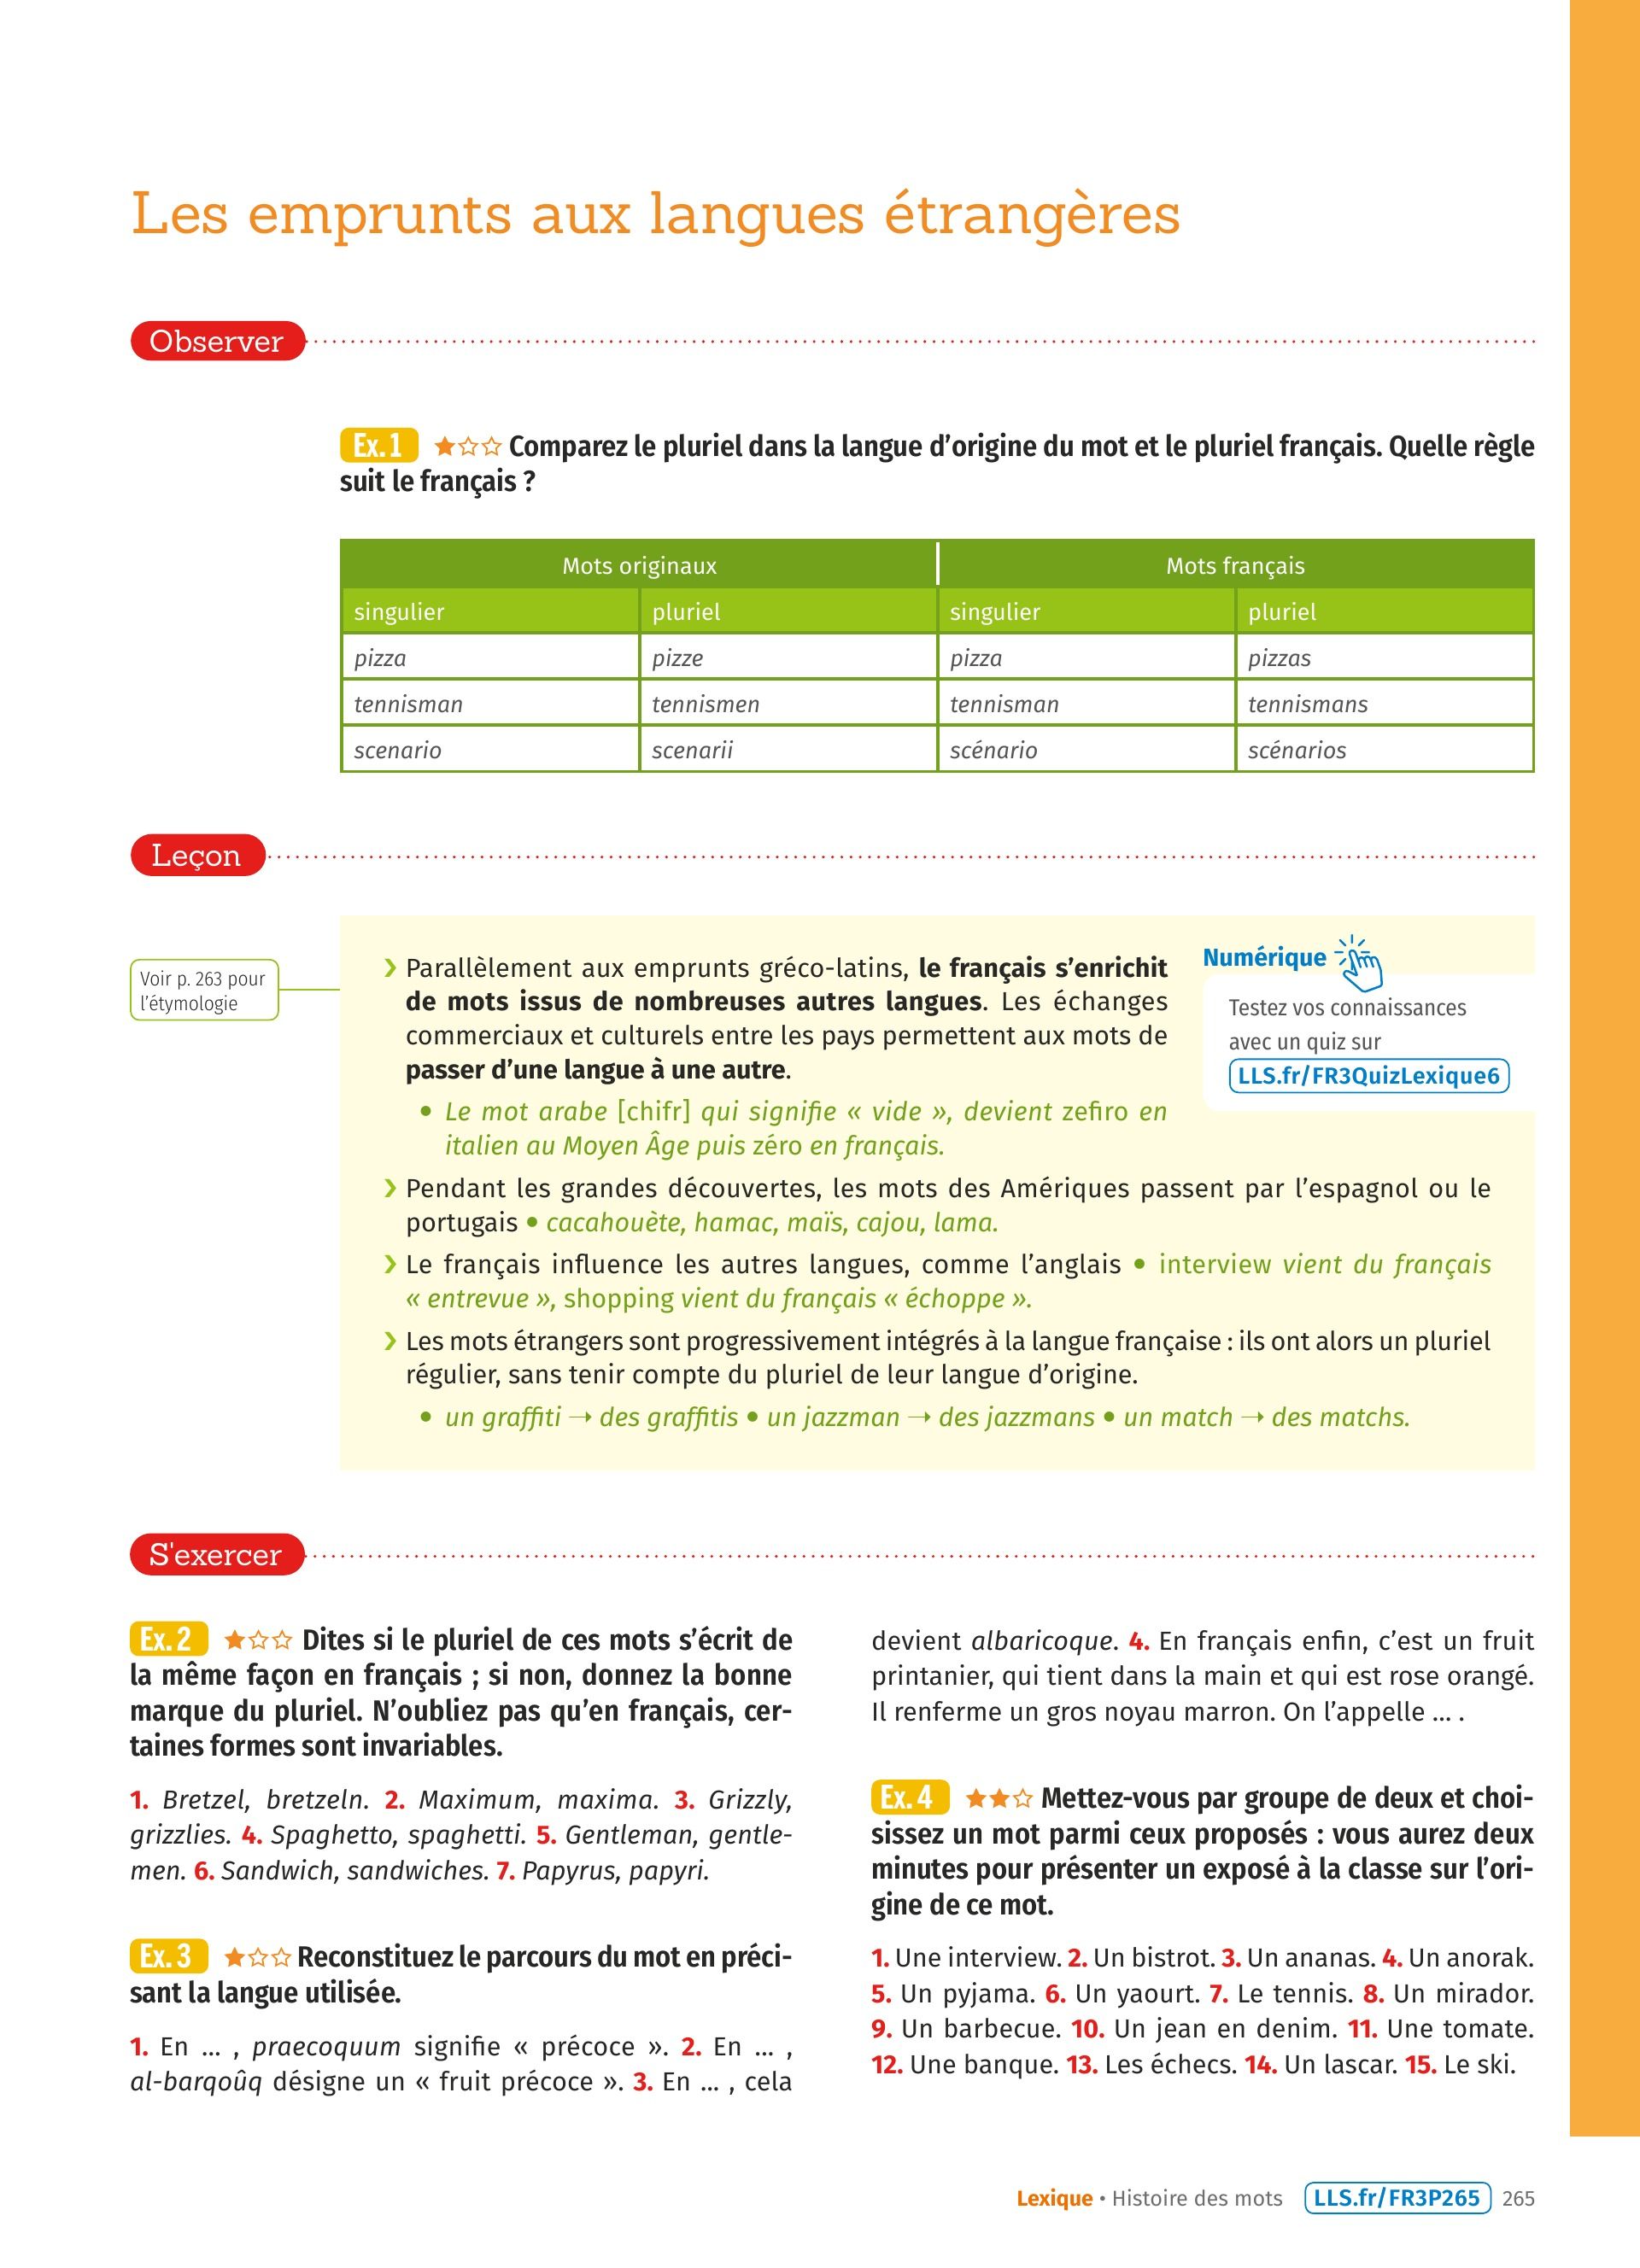 Les emprunts aux langues étrangères
Observer
Ex. 1 ★☆☆ Comparez le pluriel dans la langue d’origine du mot et le pluriel français. Quelle règle
suit le français ?
Mots originaux Mots français
singulier pluriel singulier pluriel
pizza pizze pizza pizzas
tennisman tennismen tennisman tennismans
scenario scenarii scénario scénarios
Leçon
Voir p. 263 pour
l’étymologie
› Parallèlement aux emprunts gréco-latins, le français s’enrichit
de mots issus de nombreuses autres langues. Les échanges
commerciaux et culturels entre les pays permettent aux mots de
passer d’une langue à une autre.
• Le mot arabe [chifr] qui signifie « vide », devient zefiro en
italien au Moyen Âge puis zéro en français.
Numérique
Testez vos connaissances
avec un quiz sur
LLS.fr/FR3QuizLexique6
› Pendant les grandes découvertes, les mots des Amériques passent par l’espagnol ou le
portugais • cacahouète, hamac, maïs, cajou, lama.
› Le français influence les autres langues, comme l’anglais • interview vient du français
« entrevue », shopping vient du français « échoppe ».
› Les mots étrangers sont progressivement intégrés à la langue française : ils ont alors un pluriel
régulier, sans tenir compte du pluriel de leur langue d’origine.
• un graffiti → des graffitis • un jazzman → des jazzmans • un match → des matchs.
S'exercer
Ex. 2 ★☆☆ Dites si le pluriel de ces mots s’écrit de
la même façon en français ; si non, donnez la bonne
marque du pluriel. N’oubliez pas qu’en français, cer-
taines formes sont invariables.
1. Bretzel, bretzeln. 2. Maximum, maxima. 3. Grizzly,
grizzlies. 4. Spaghetto, spaghetti. 5. Gentleman, gentle-
men. 6. Sandwich, sandwiches. 7. Papyrus, papyri.
Ex. 3 ★☆☆ Reconstituez le parcours du mot en préci-
sant la langue utilisée.
1. En ... , praecoquum signifie « précoce ». 2. En ... ,
al-barqoûq désigne un « fruit précoce ». 3. En ... , cela
devient albaricoque. 4. En français enfin, c’est un fruit
printanier, qui tient dans la main et qui est rose orangé.
Il renferme un gros noyau marron. On l’appelle ... .
Ex. 4 ★★☆ Mettez-vous par groupe de deux et choi-
sissez un mot parmi ceux proposés : vous aurez deux
minutes pour présenter un exposé à la classe sur l’ori-
gine de ce mot.
1. Une interview. 2. Un bistrot. 3. Un ananas. 4. Un anorak.
5. Un pyjama. 6. Un yaourt. 7. Le tennis. 8. Un mirador.
9. Un barbecue. 10. Un jean en denim. 11. Une tomate.
12. Une banque. 13. Les échecs. 14. Un lascar. 15. Le ski.
Lexique • Histoire des mots LLS.fr/FR3P265 265